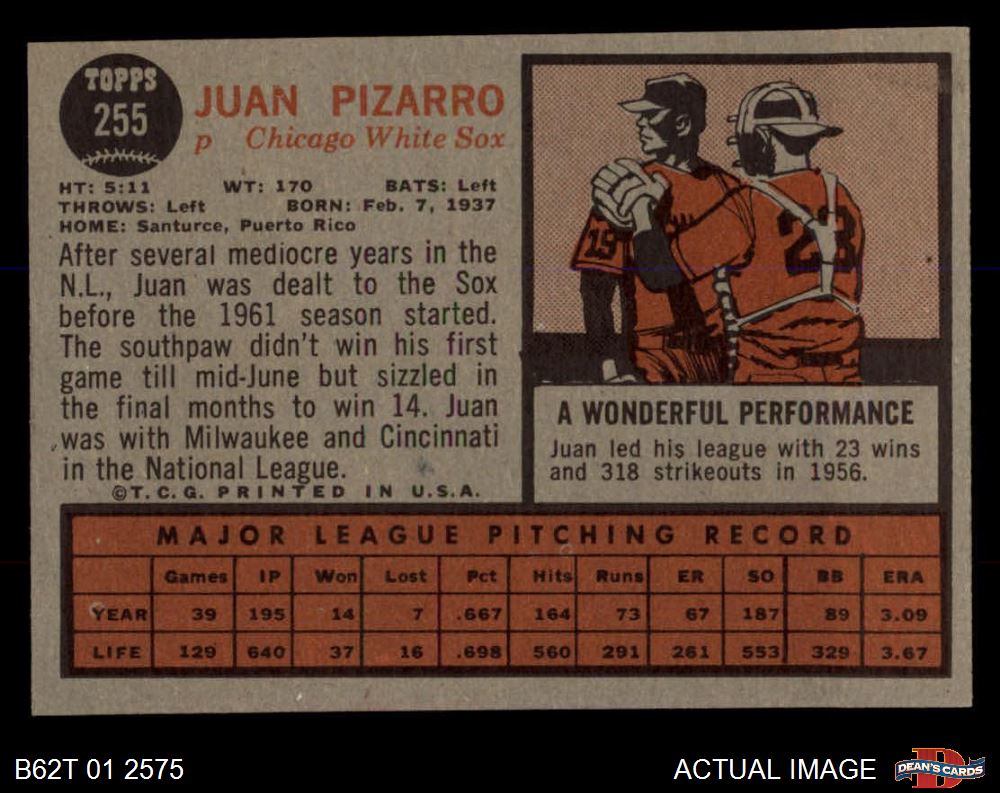 TOPPS
255
JUAN PIZARRO
p Chicago White Sox
HT: 5:11 WT: 170 BATS: Left
THROWS: Left BORN: Feb. 7, 1937
HOME: Santurce, Puerto Rico
After several mediocre years in the
N.L., Juan was dealt to the Sox
before the 1961 season started.
The southpaw didn't win his first
game till mid-June but sizzled in
the final months to win 14. Juan
was with Milwaukee and Cincinnati
in the National League.
©T.C.G. PRINTED IN U.S.A.
19
23
A WONDERFUL PERFORMANCE
Juan led his league with 23 wins
and 318 strikeouts in 1956.
MAJOR LEAGUE PITCHING RECORD
Games IP Won Lost Pct Hits Runs ER SO BB ERA
YEAR 39 195 14 7 .667 164 73 67 187 89 3.09
LIFE 129 640 37 16 .698 560 291 261 553 329 3.67
B62T 01 2575
ACTUAL IMAGE
DEAN'S CARDS